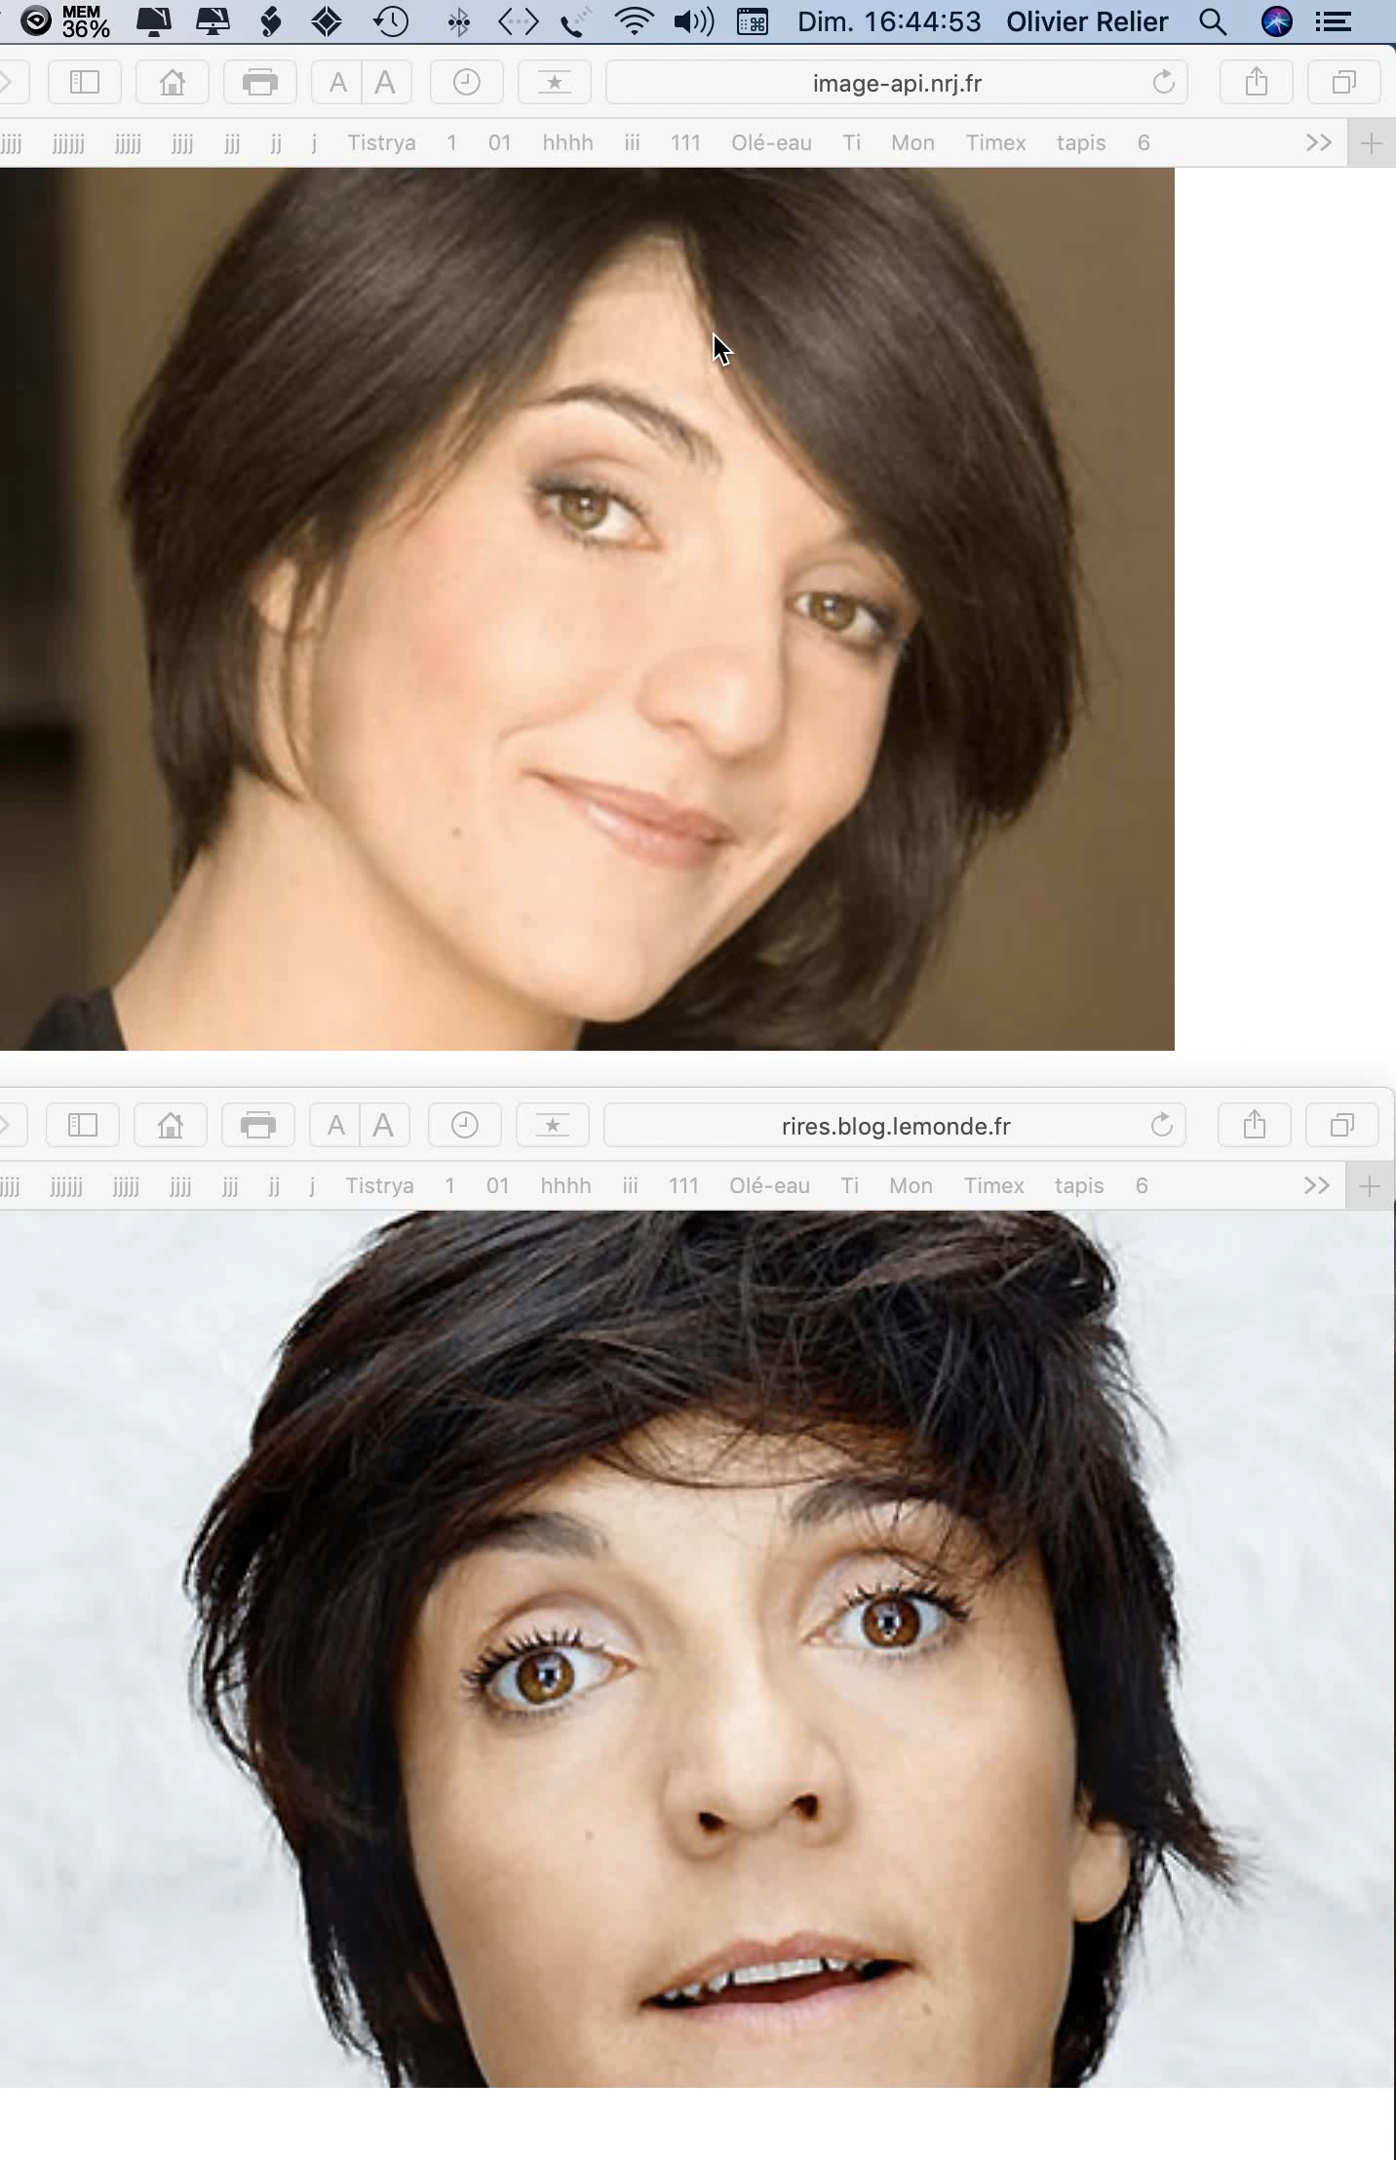 MEM
36%
Dim. 16:44:53 Olivier Relier
A A image-api.nrj.fr
jjjj jjjjjj jjjjj jjjj jjj jj j Tistrya 1 01 hhhh iii 111 Olé-eau Ti Mon Timex tapis 6 >> +
A A rires.blog.lemonde.fr
jjjj jjjjjj jjjjj jjjj jjj jj j Tistrya 1 01 hhhh iii 111 Olé-eau Ti Mon Timex tapis 6 >> +